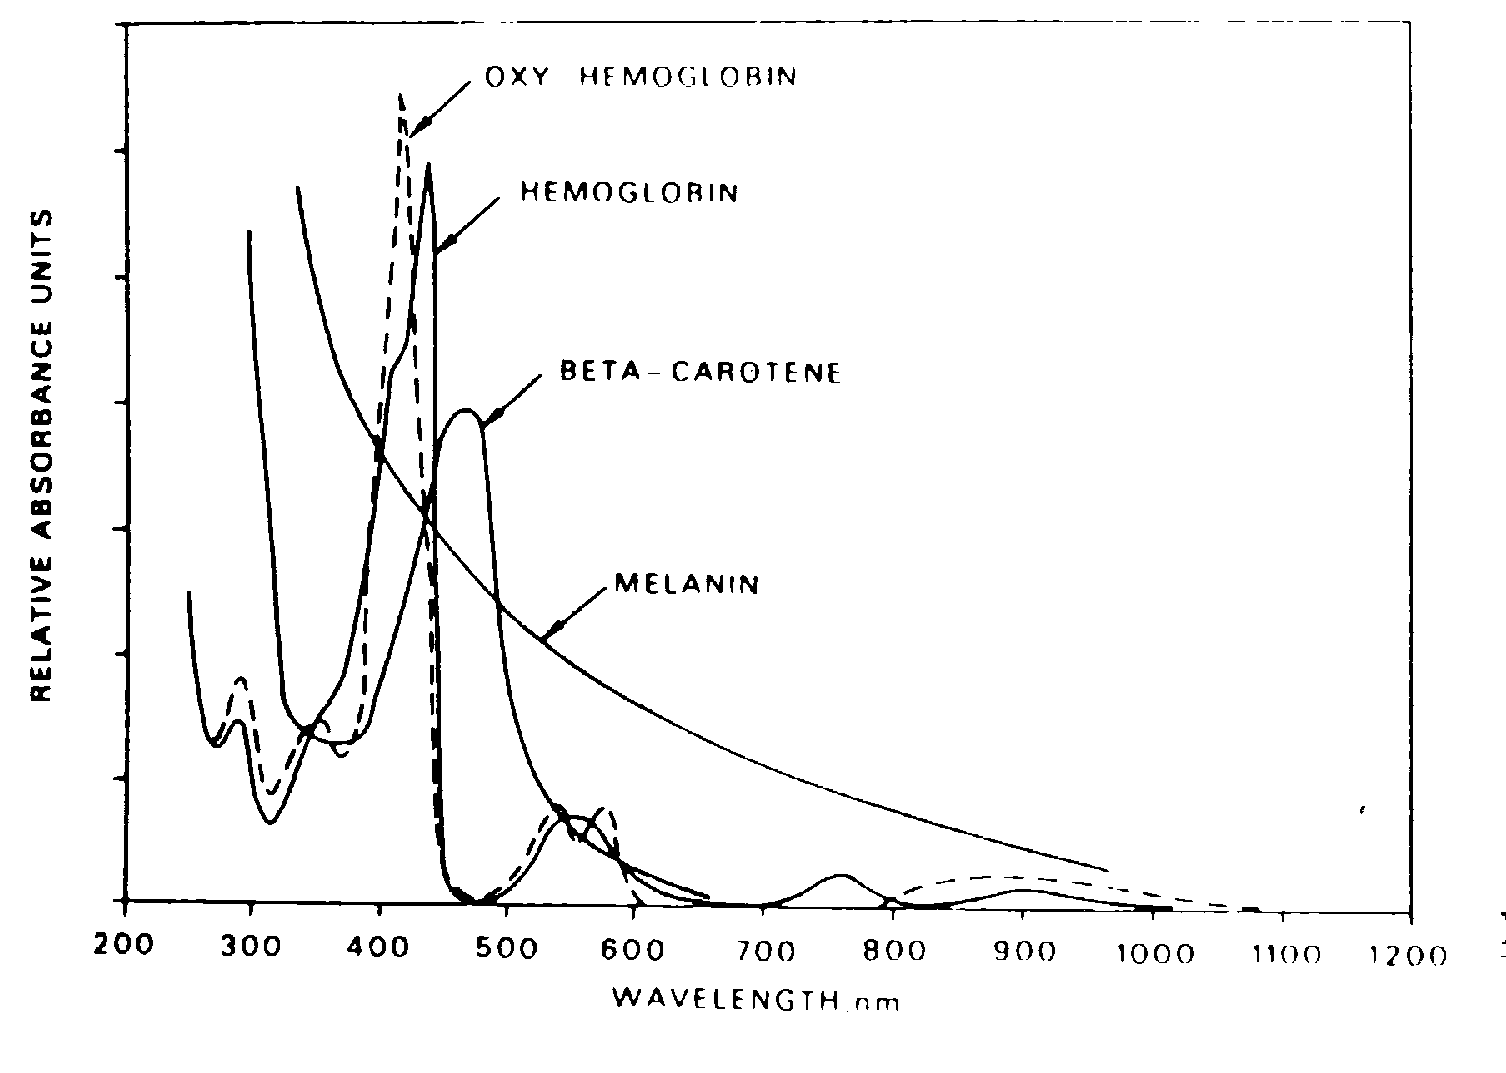 OXY HEMOGLOBIN
HEMOGLOBIN
BETA-CAROTENE
MELANIN
RELATIVE ABSORBANCE UNITS
200 300 400 500 600 700 800 900 1000 1100 1200
WAVELENGTH, nm